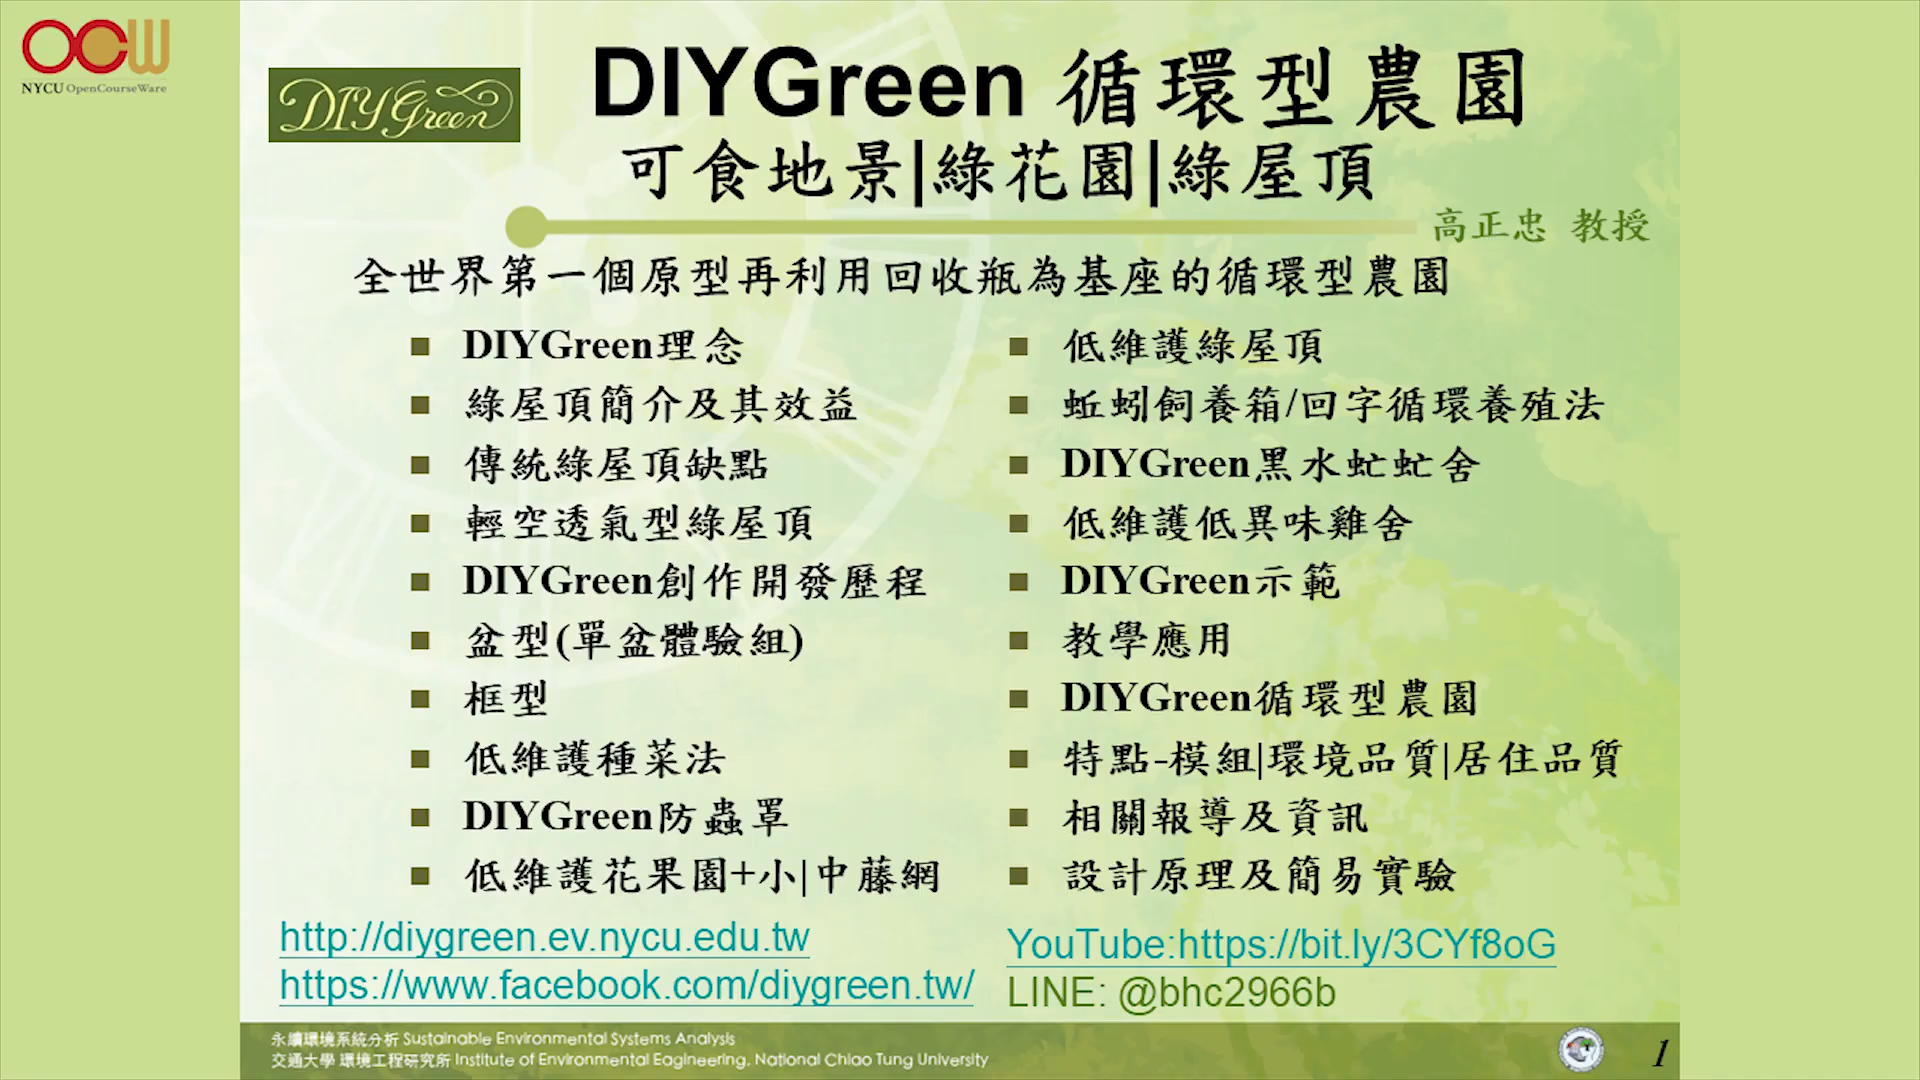 OCW
NYCU OpenCourseWare
DIYGreen
DIYGreen 循環型農園
可食地景|綠花園|綠屋頂
高正忠 教授
全世界第一個原型再利用回收瓶為基座的循環型農園
DIYGreen理念
綠屋頂簡介及其效益
傳統綠屋頂缺點
輕空透氣型綠屋頂
DIYGreen創作開發歷程
盆型(單盆體驗組)
框型
低維護種菜法
DIYGreen防蟲罩
低維護花果園+小|中藤網
低維護綠屋頂
蚯蚓飼養箱/回字循環養殖法
DIYGreen黑水虻虻舍
低維護低異味雞舍
DIYGreen示範
教學應用
DIYGreen循環型農園
特點-模組|環境品質|居住品質
相關報導及資訊
設計原理及簡易實驗
http://diygreen.ev.nycu.edu.tw
https://www.facebook.com/diygreen.tw/
YouTube:https://bit.ly/3CYf8oG
LINE: @bhc2966b
永續環境系統分析 Sustainable Environmental Systems Analysis
交通大學 環境工程研究所 Institute of Environmental Eagineering, National Chiao Tung University
1